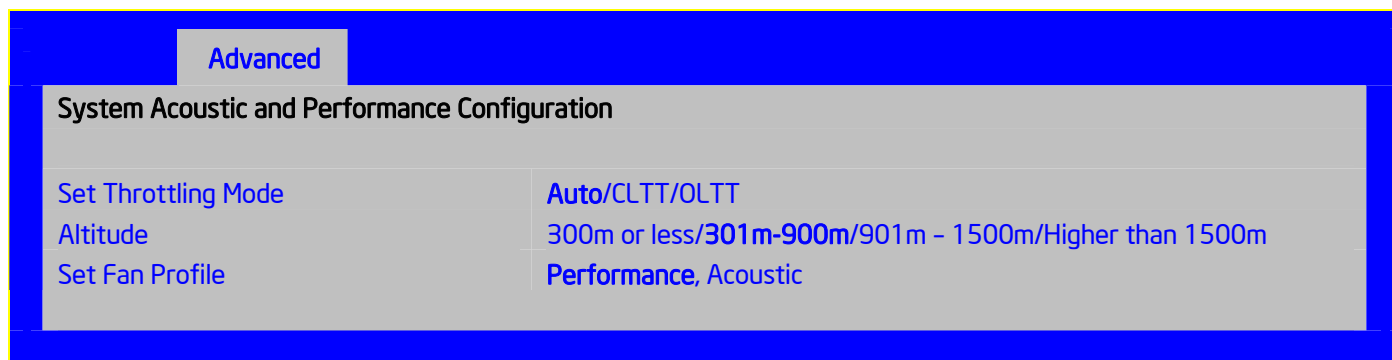 Advanced
System Acoustic and Performance Configuration
Set Throttling Mode Auto/CLTT/OLTT
Altitude 300m or less/301m-900m/901m – 1500m/Higher than 1500m
Set Fan Profile Performance, Acoustic